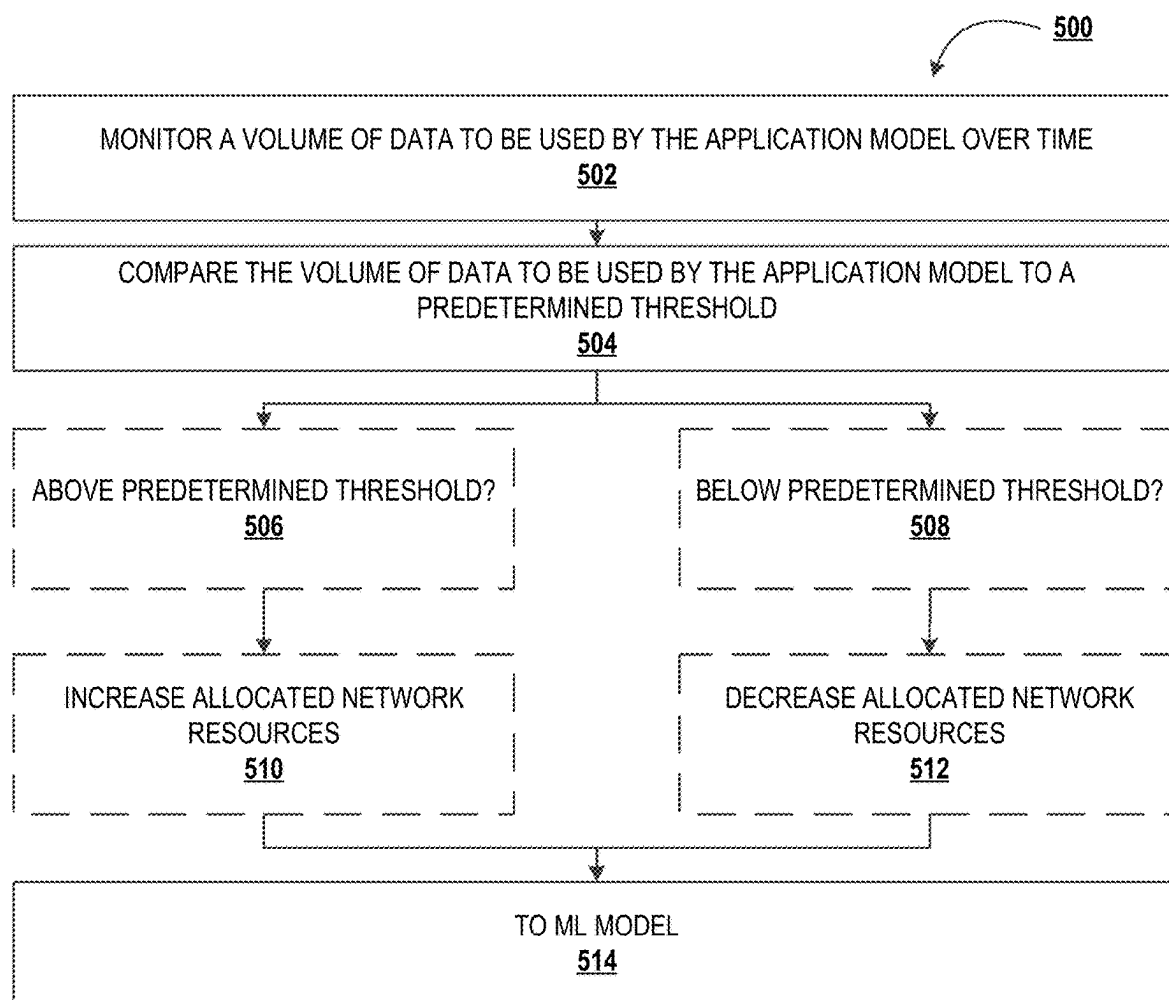 500
MONITOR A VOLUME OF DATA TO BE USED BY THE APPLICATION MODEL OVER TIME
502
COMPARE THE VOLUME OF DATA TO BE USED BY THE APPLICATION MODEL TO A
PREDETERMINED THRESHOLD
504
ABOVE PREDETERMINED THRESHOLD?
506
BELOW PREDETERMINED THRESHOLD?
508
INCREASE ALLOCATED NETWORK
RESOURCES
510
DECREASE ALLOCATED NETWORK
RESOURCES
512
TO ML MODEL
514